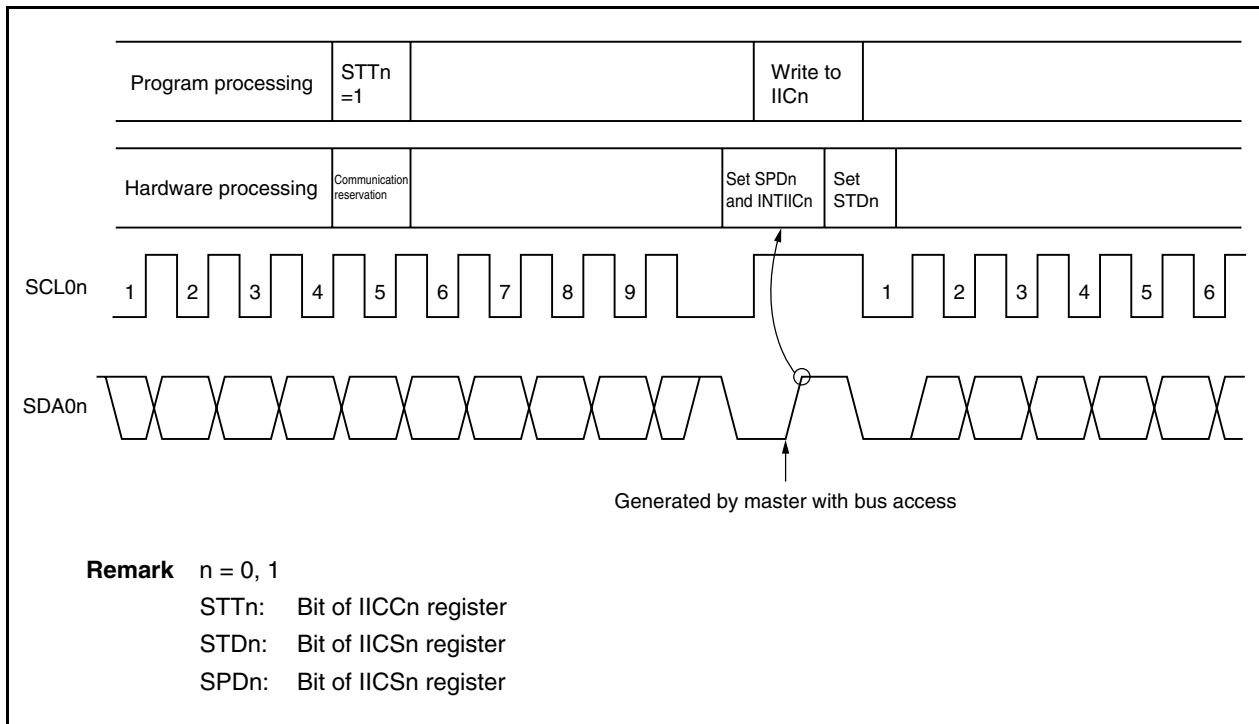 Program processing
STTn
=1
Write to
IICn
Hardware processing
Communication
reservation
Set SPDn
and INTIICn
Set
STDn
SCL0n
1 2 3 4 5 6 7 8 9 1 2 3 4 5 6
SDA0n
Generated by master with bus access
Remark n = 0, 1
STTn: Bit of IICCn register
STDn: Bit of IICSn register
SPDn: Bit of IICSn register